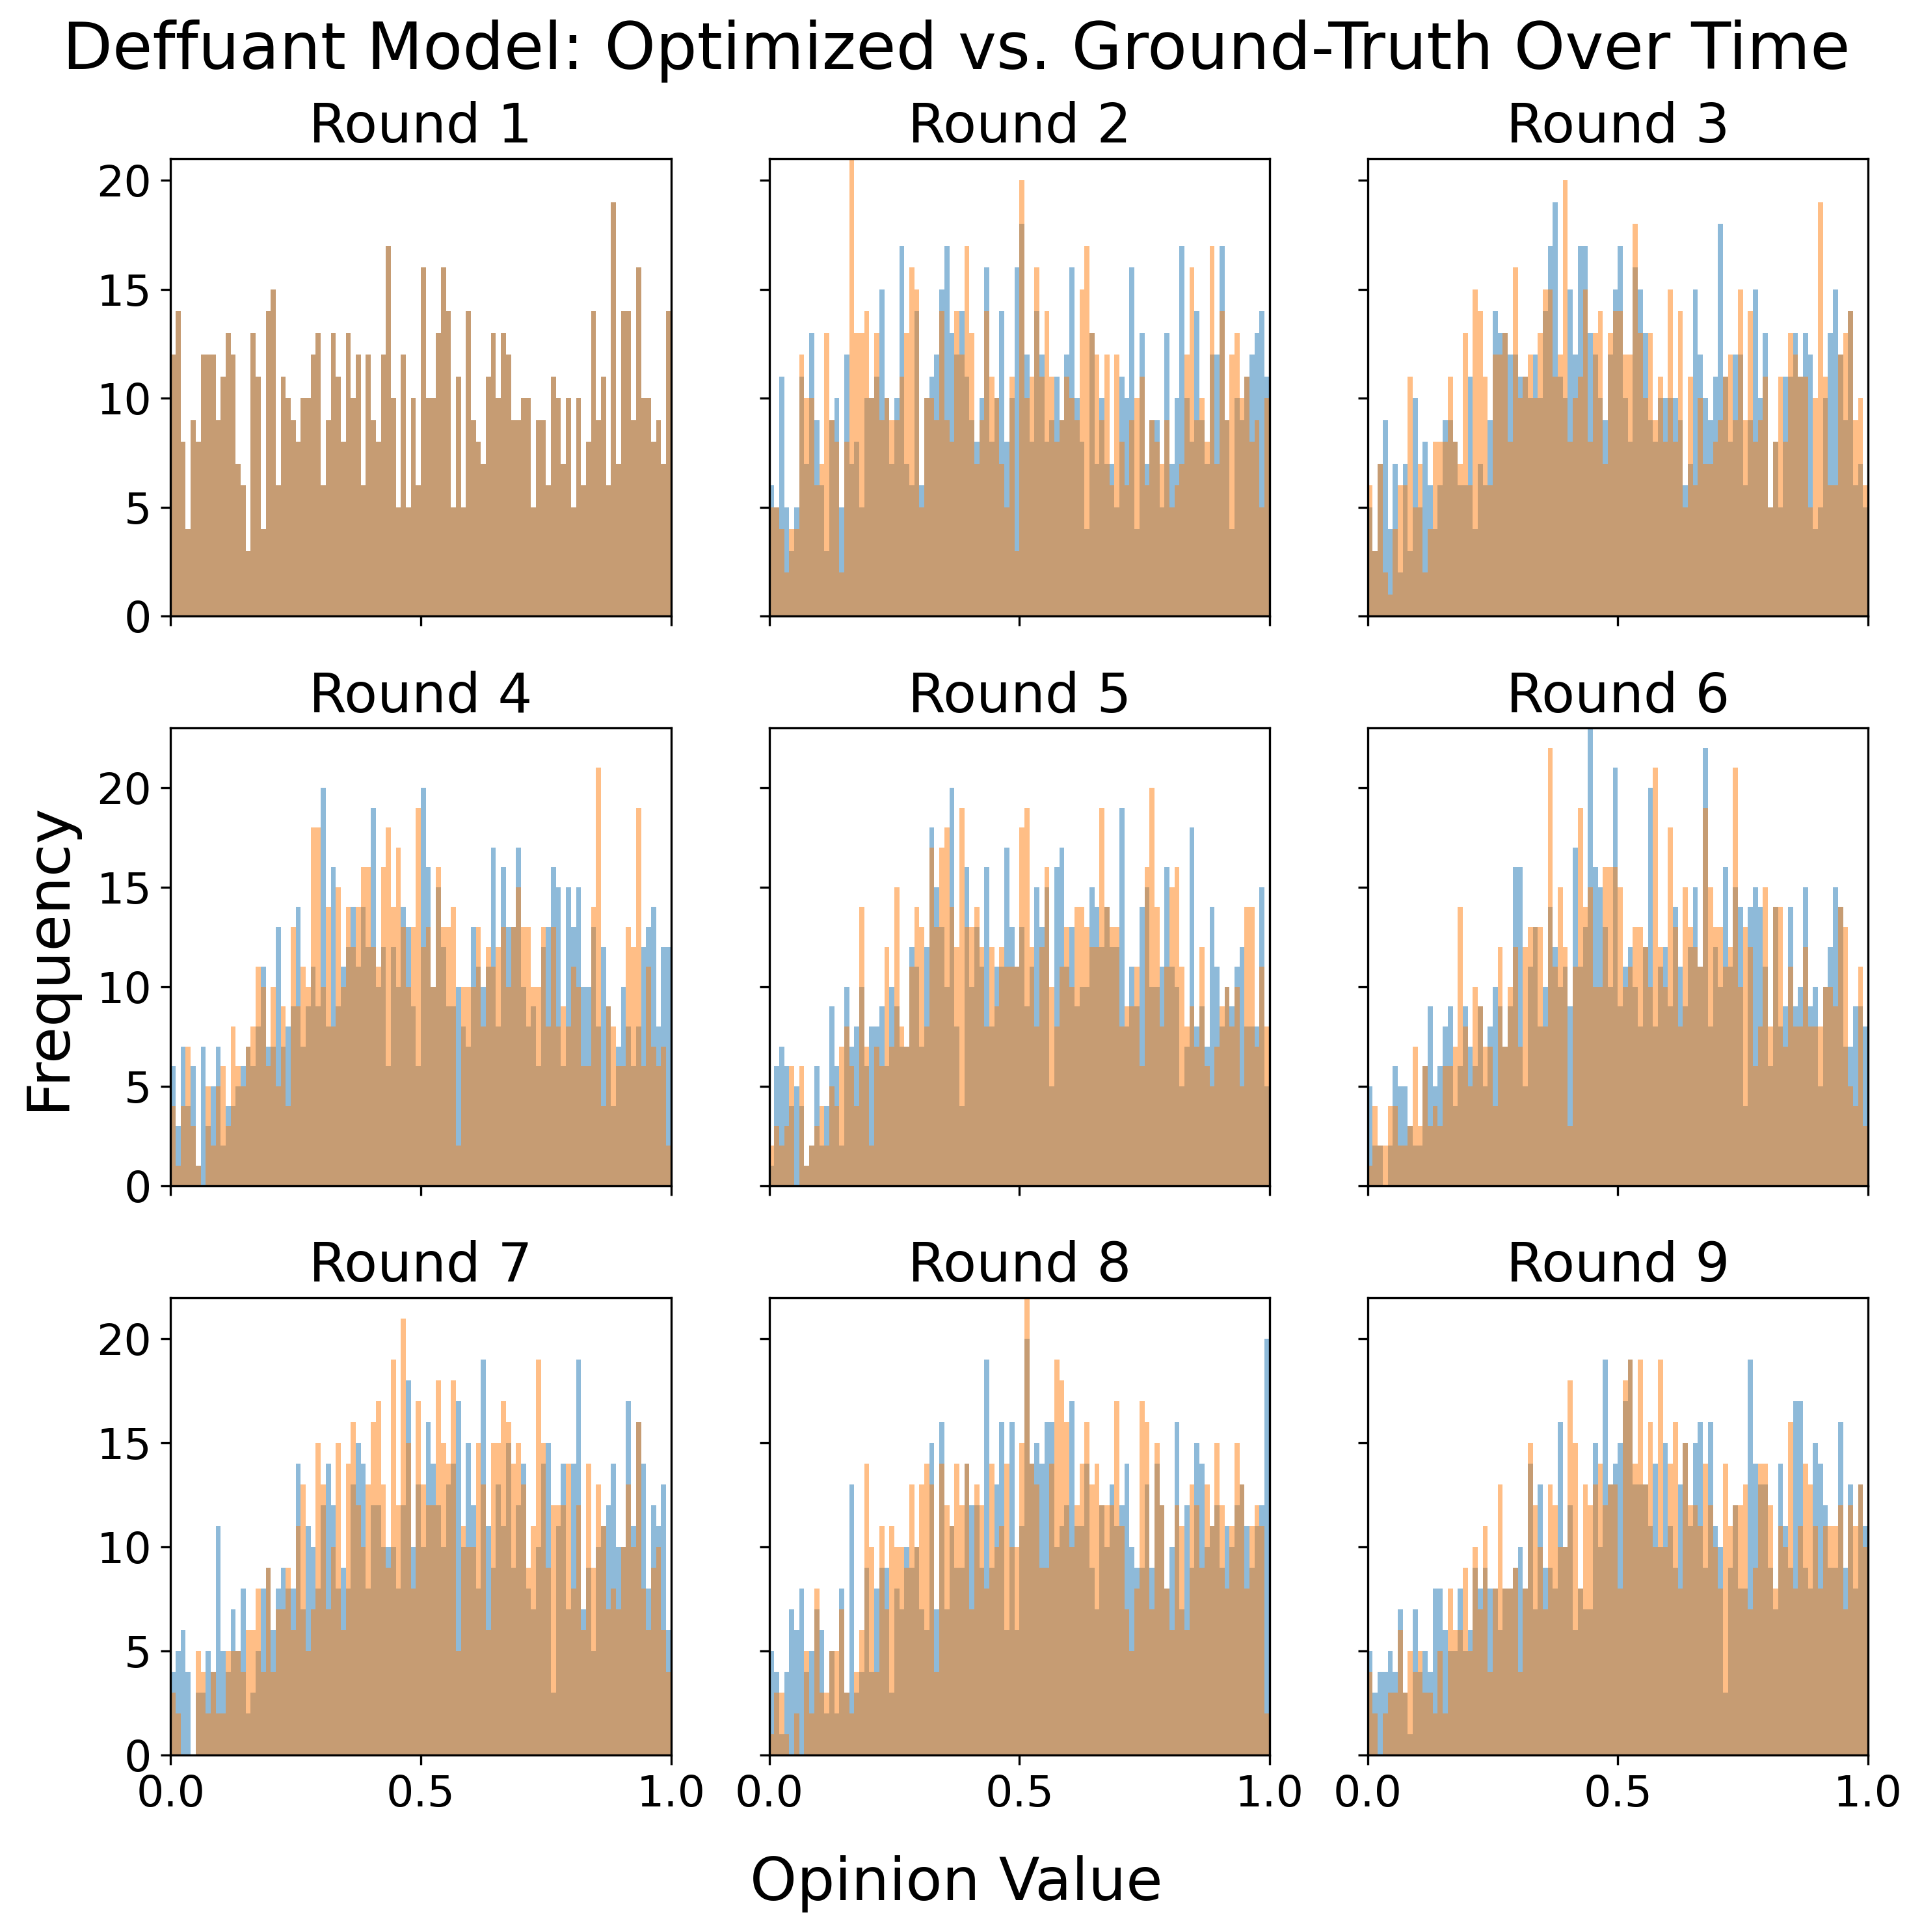 Deffuant Model: Optimized vs. Ground-Truth Over Time
Round 1
Round 2
Round 3
20
15
10
5
0
Round 4
Round 5
Round 6
20
15
10
5
0
Frequency
Round 7
Round 8
Round 9
20
15
10
5
0
0.0 0.5 1.0
0.0 0.5 1.0
0.0 0.5 1.0
Opinion Value